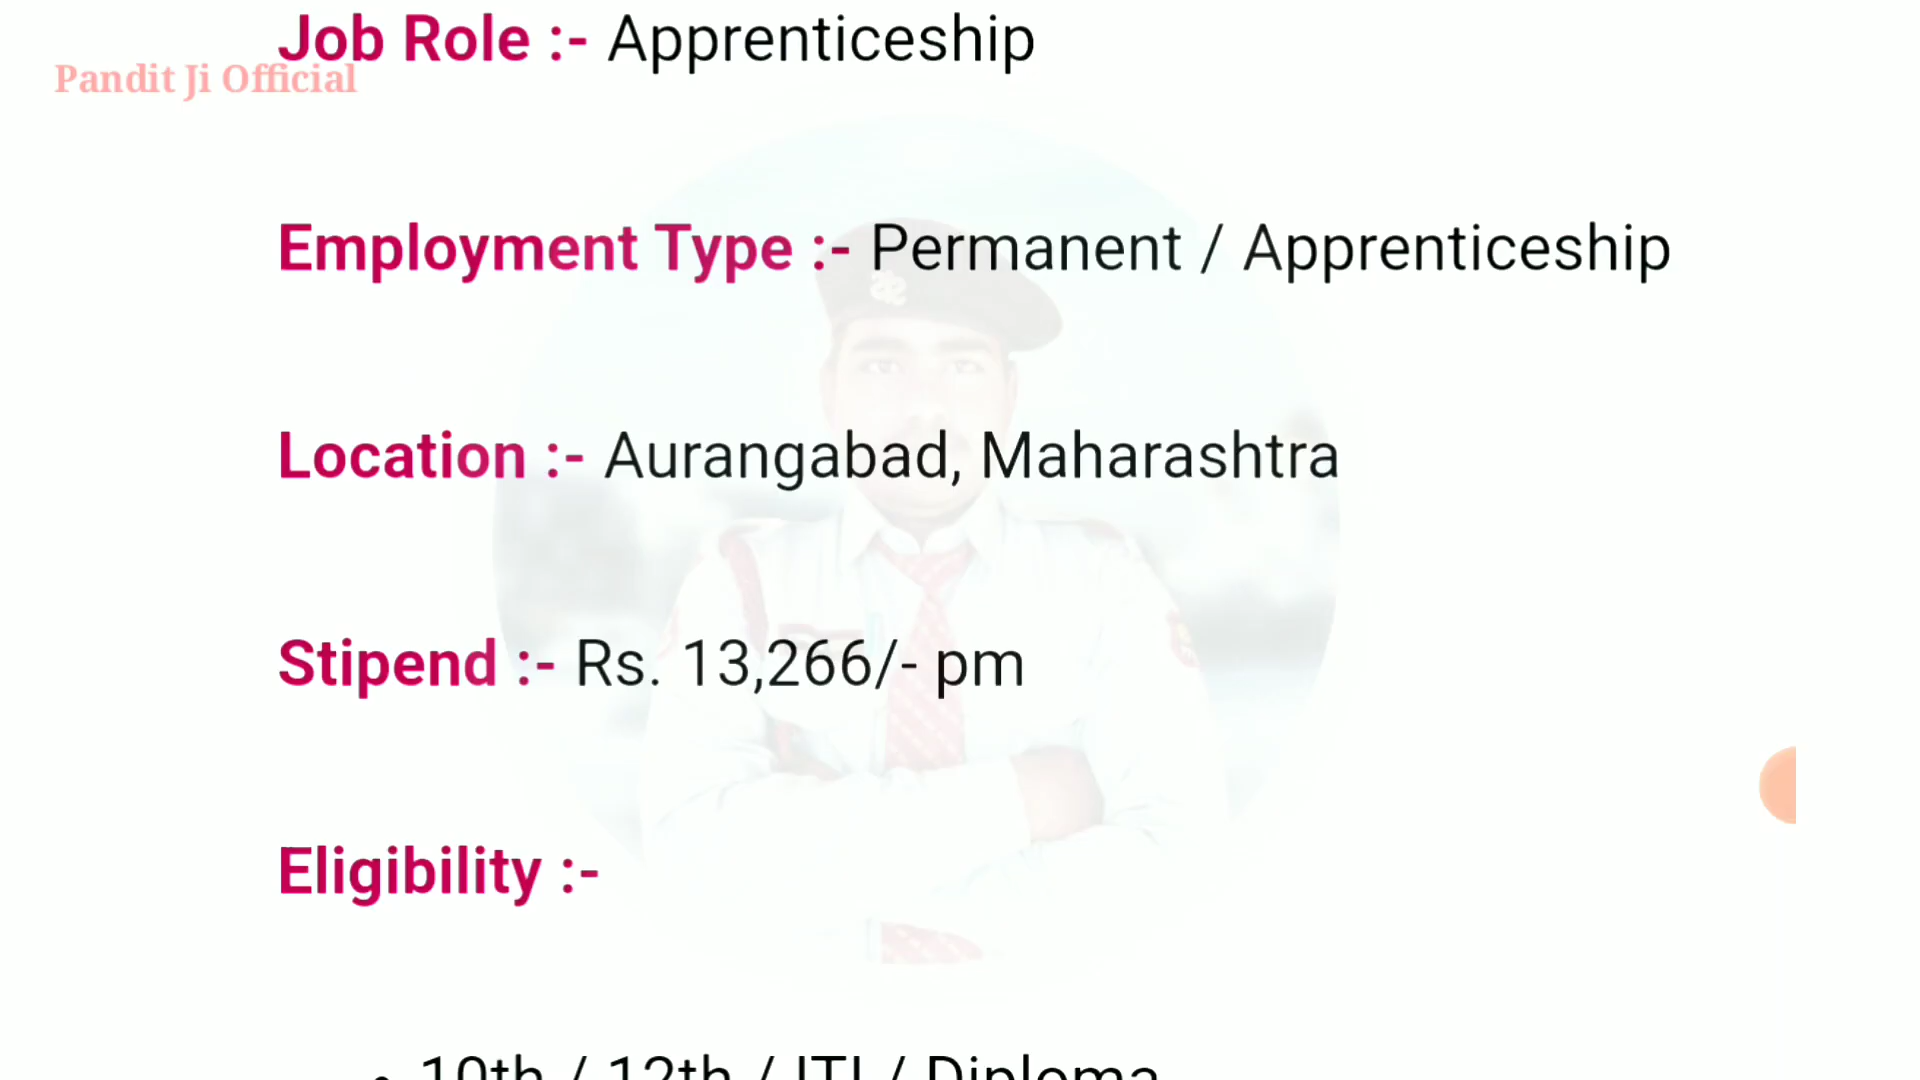 Job Role :- Apprenticeship
Pandit Ji Official
Employment Type :- Permanent / Apprenticeship
Location :- Aurangabad, Maharashtra
Stipend :- Rs. 13,266/- pm
Eligibility :-
• 10th / 12th / ITI / Diploma